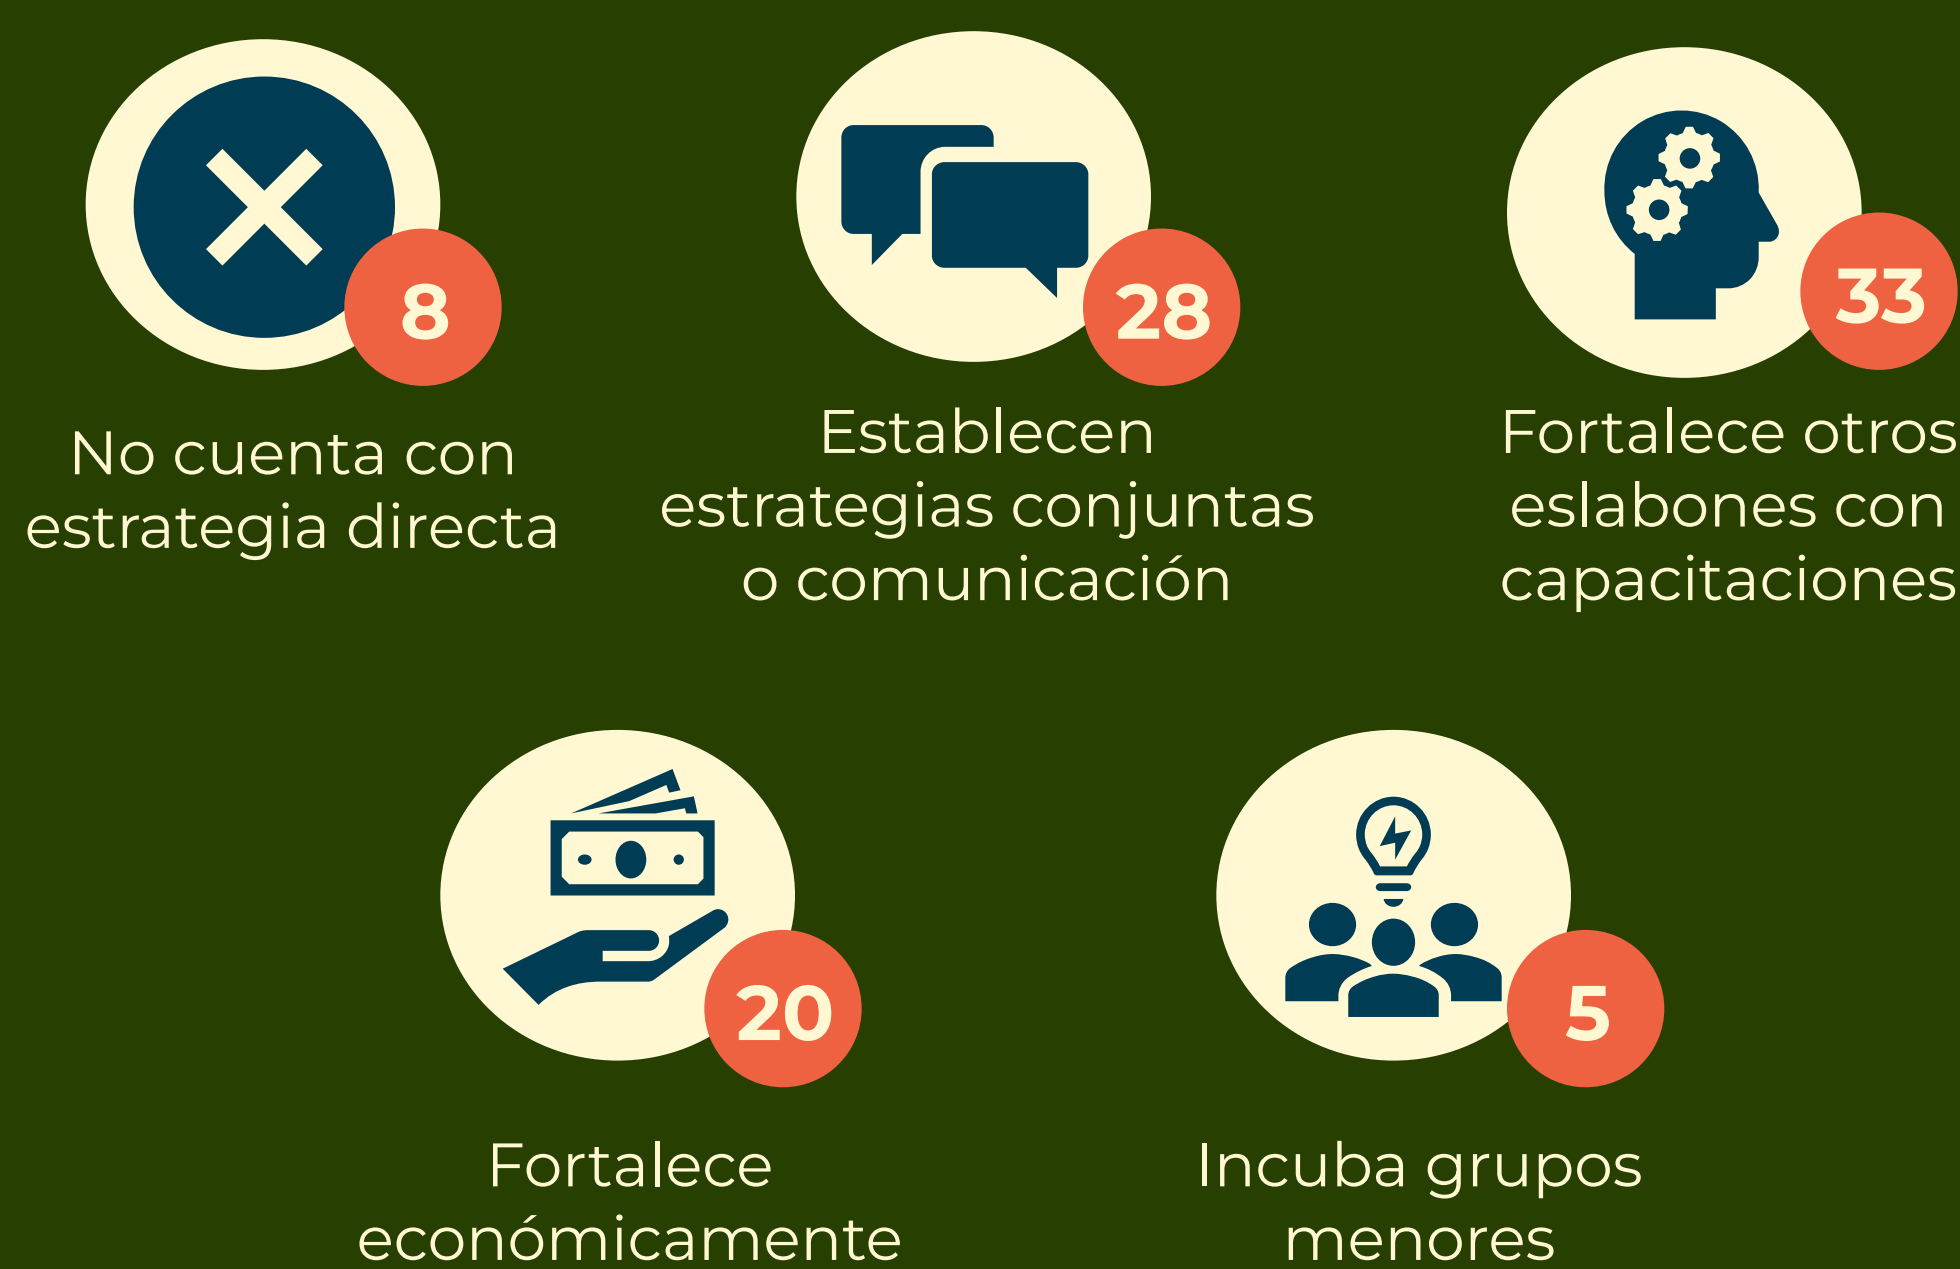 8
No cuenta con
estrategia directa
28
Establecen
estrategias conjuntas
o comunicación
33
Fortalece otros
eslabones con
capacitaciones
20
Fortalece
económicamente
5
Incuba grupos
menores